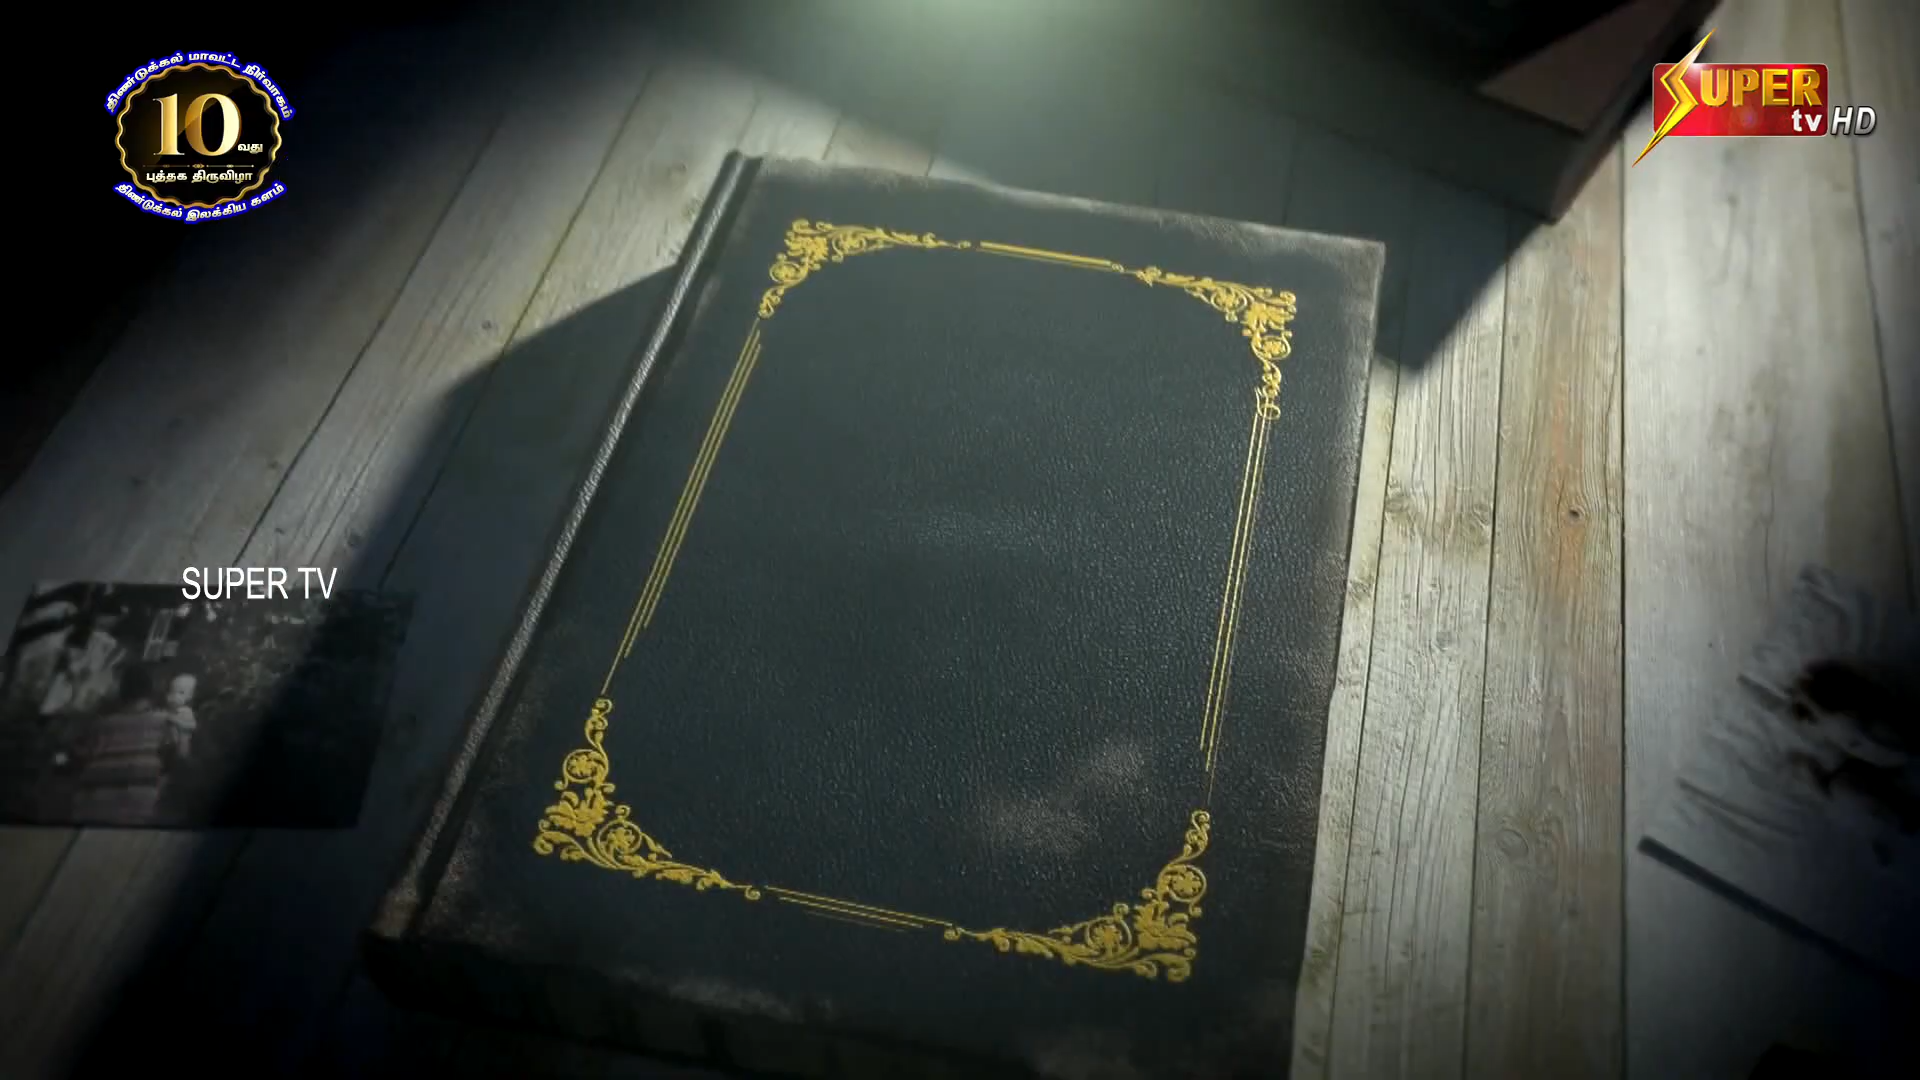 திண்டுக்கல் மாவட்ட நிர்வாகம்
10 வது
புத்தக திருவிழா
திண்டுக்கல் இலக்கிய களம்
SUPER
tv HD
SUPER TV